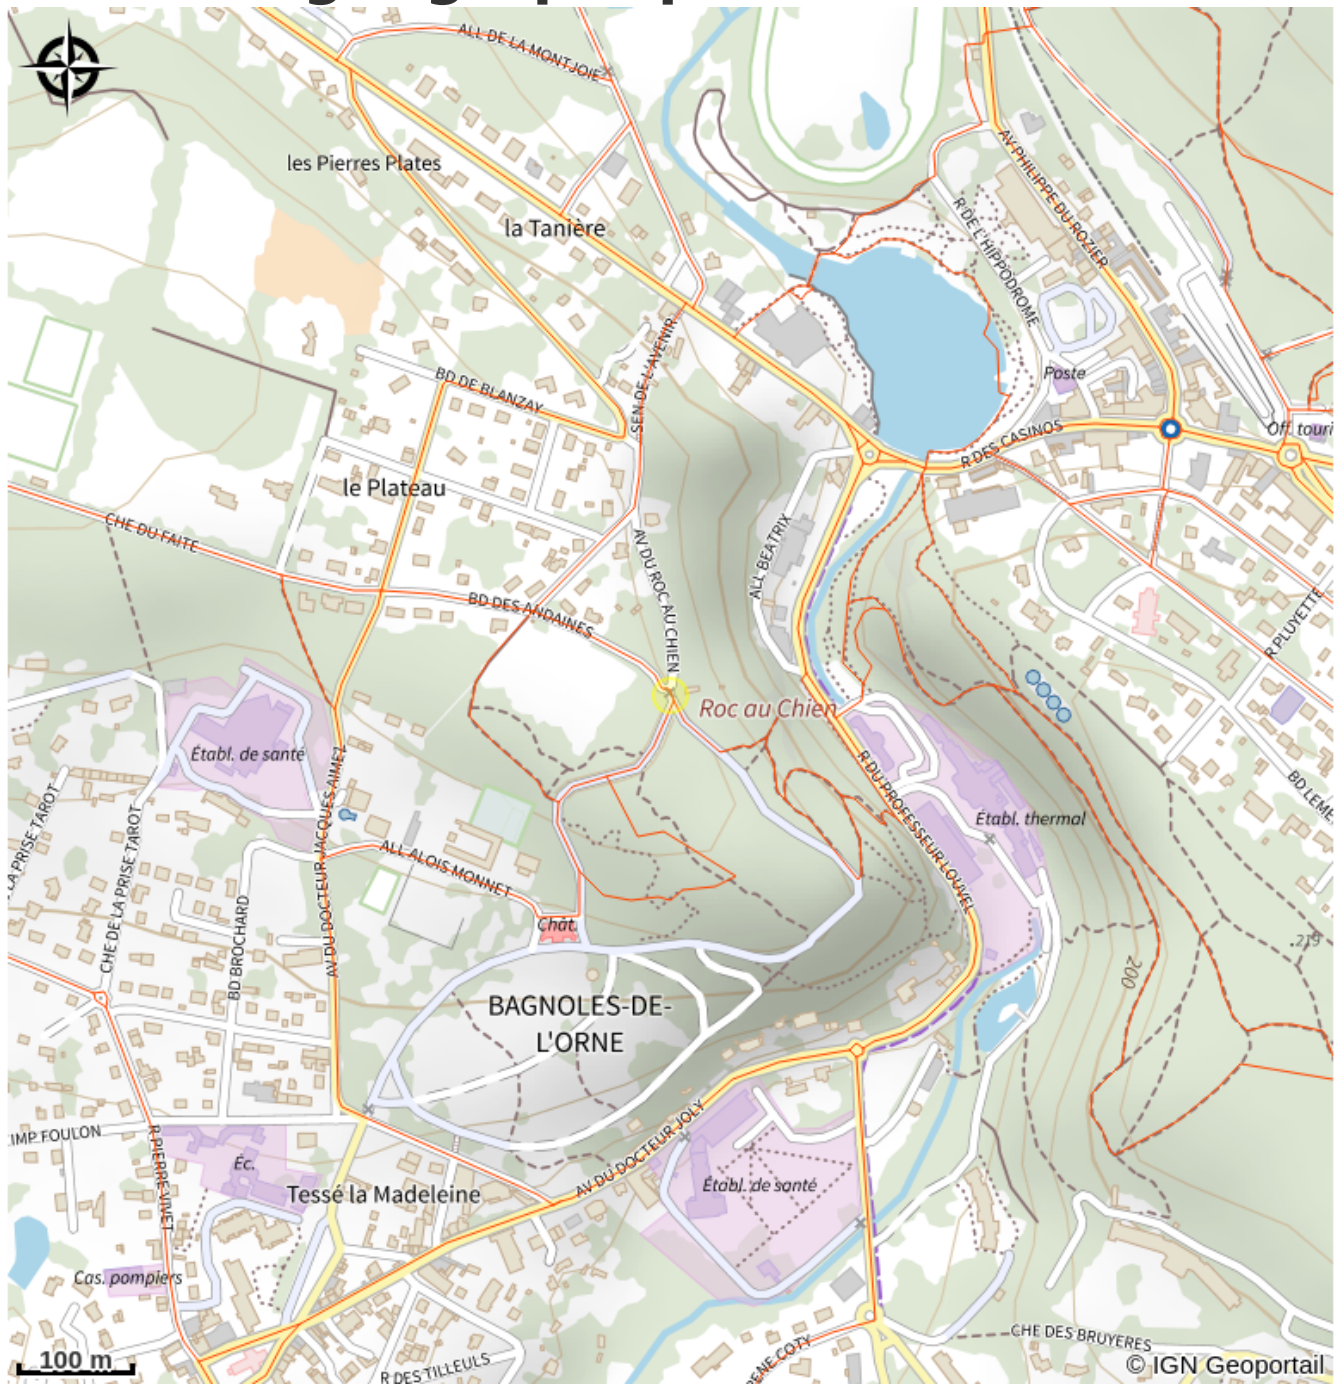 ALL DE LA MONTJOIE
AV PHILIPPE DU ROZIER
les Pierres Plates
la Tanière
R DE L'HIPPODROME
SEN DE L'AVENIR
Poste
BD DE BLANZAY
R DES CASINOS
Off. touri
le Plateau
CHE DU FAITE
ALL BEATRIX
AV DU ROC AU CHIEN
BD DES ANDAINES
R PLUYETTE
Roc au Chien
Établ. de santé
R DU PROFESSEUR LOUVEL
AV DU DOCTEUR JACQUES AIMEZ
BD LEME
LA PRISE TAROT
CHE DE LA PRISE TAROT
Établ. thermal
ALL ALOIS MONNET
BD BROCHARD
Chât.
219
200
BAGNOLES-DE-
L'ORNE
AV DU DOCTEUR JOLY
IMP FOULON
R PIERRE VIVET
Éc.
Tessé la Madeleine
Établ. de santé
Cas. pompiers
CHE DES BRUYERES
RENE COTY
R DES TILLEULS
100 m
© IGN Geoportail